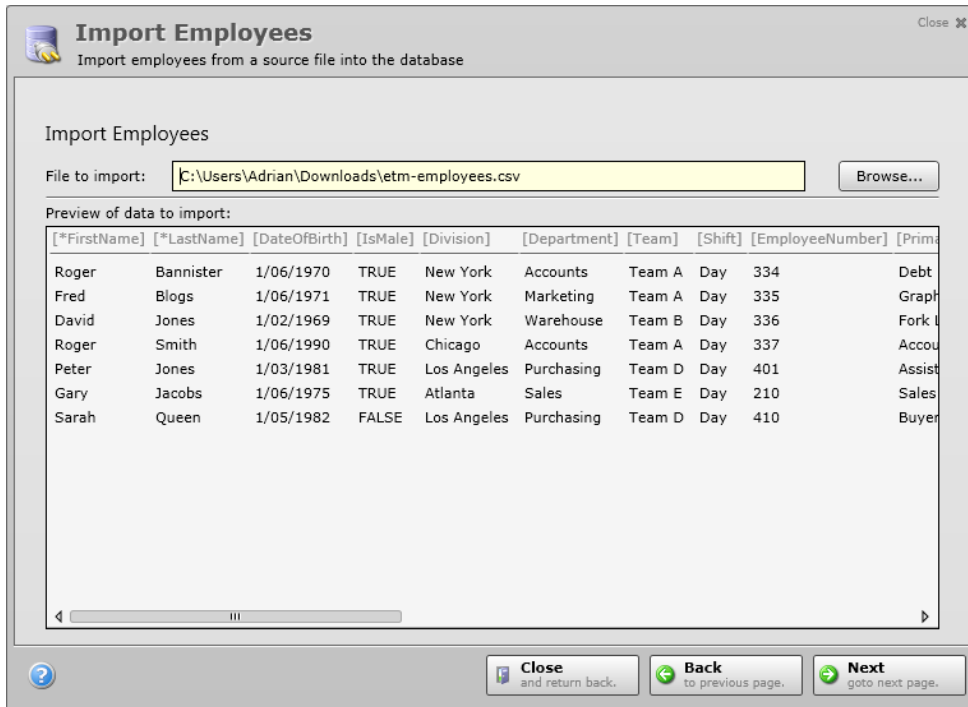 Import Employees
Close
Import employees from a source file into the database
Import Employees
File to import: C:\Users\Adrian\Downloads\etm-employees.csv Browse...
Preview of data to import:
[*FirstName] [*LastName] [DateOfBirth] [IsMale] [Division] [Department] [Team] [Shift] [EmployeeNumber] [Prima
Roger Bannister 1/06/1970 TRUE New York Accounts Team A Day 334 Debt
Fred Blogs 1/06/1971 TRUE New York Marketing Team A Day 335 Graph
David Jones 1/02/1969 TRUE New York Warehouse Team B Day 336 Fork L
Roger Smith 1/06/1990 TRUE Chicago Accounts Team A Day 337 Accou
Peter Jones 1/03/1981 TRUE Los Angeles Purchasing Team D Day 401 Assist
Gary Jacobs 1/06/1975 TRUE Atlanta Sales Team E Day 210 Sales
Sarah Queen 1/05/1982 FALSE Los Angeles Purchasing Team D Day 410 Buyer
Close
and return back.
Back
to previous page.
Next
goto next page.